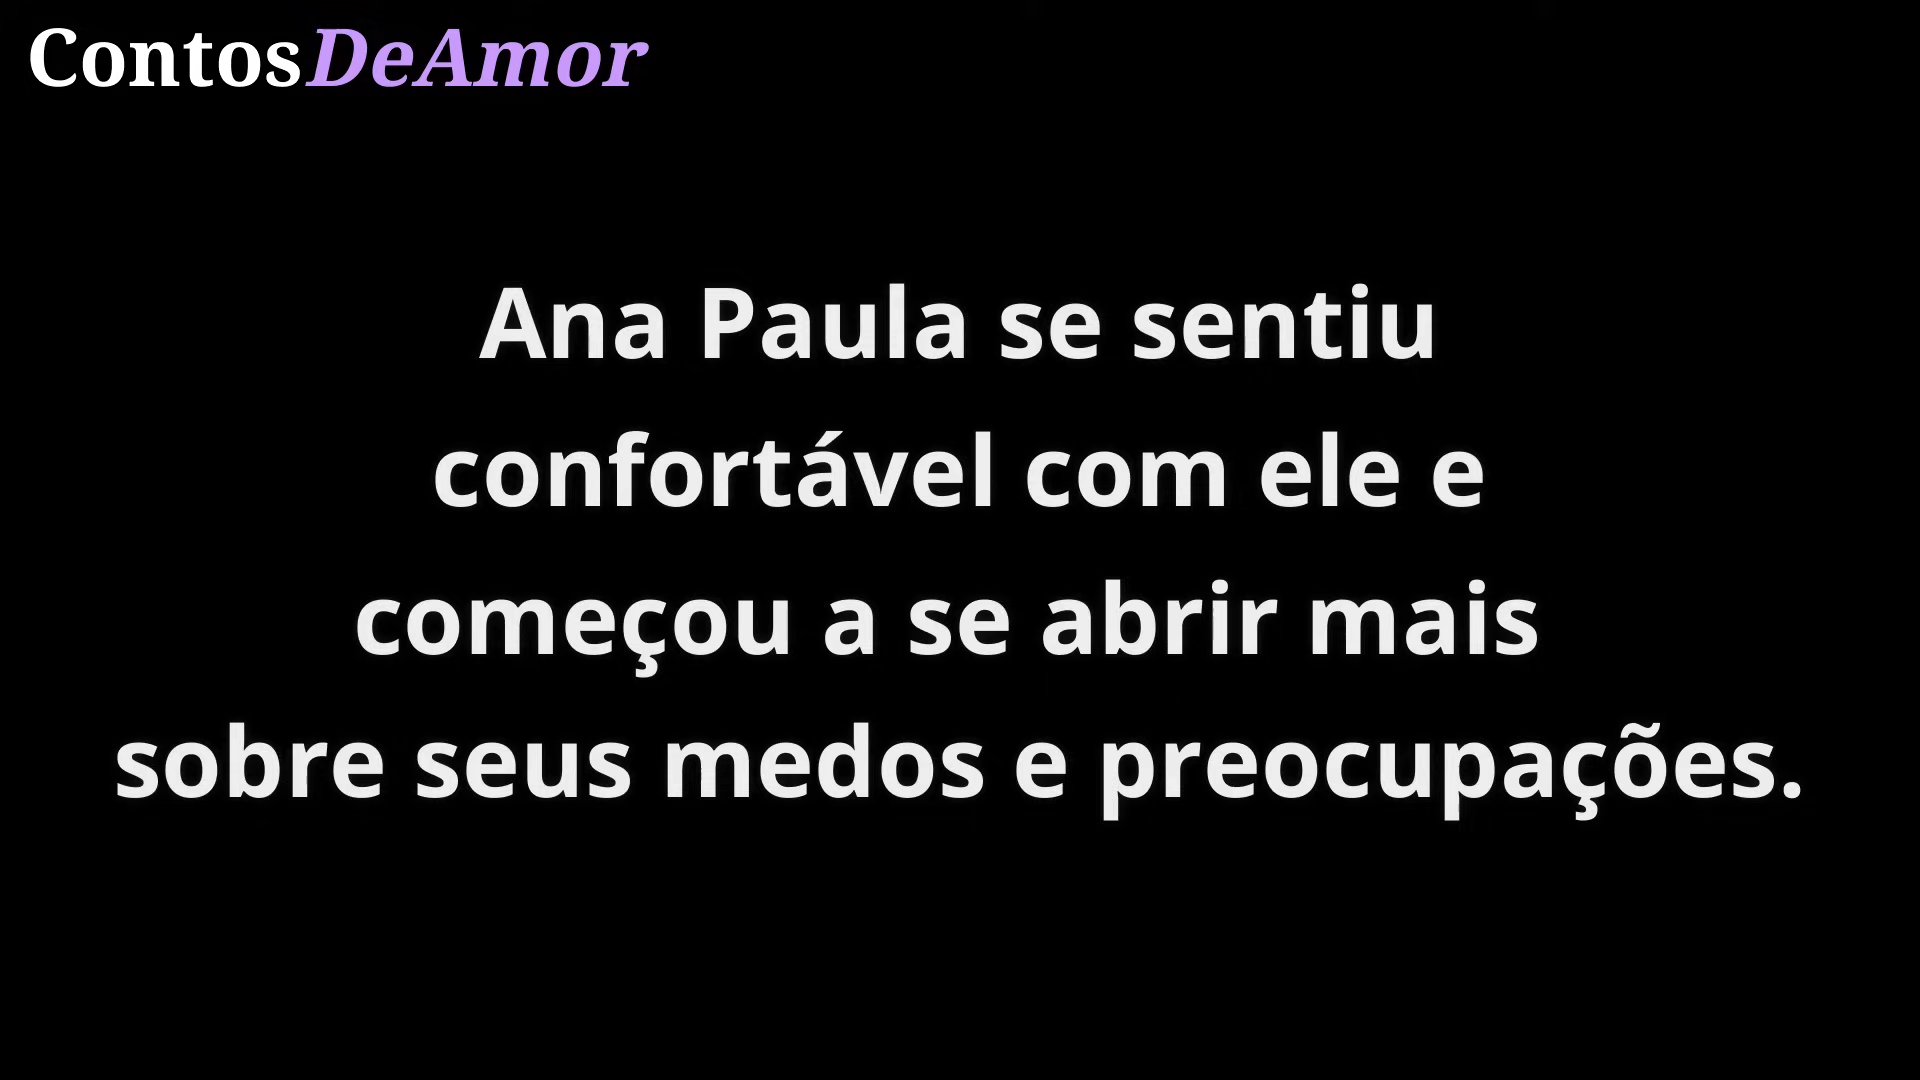 ContosDeAmor
Ana Paula se sentiu
confortável com ele e
começou a se abrir mais
sobre seus medos e preocupações.